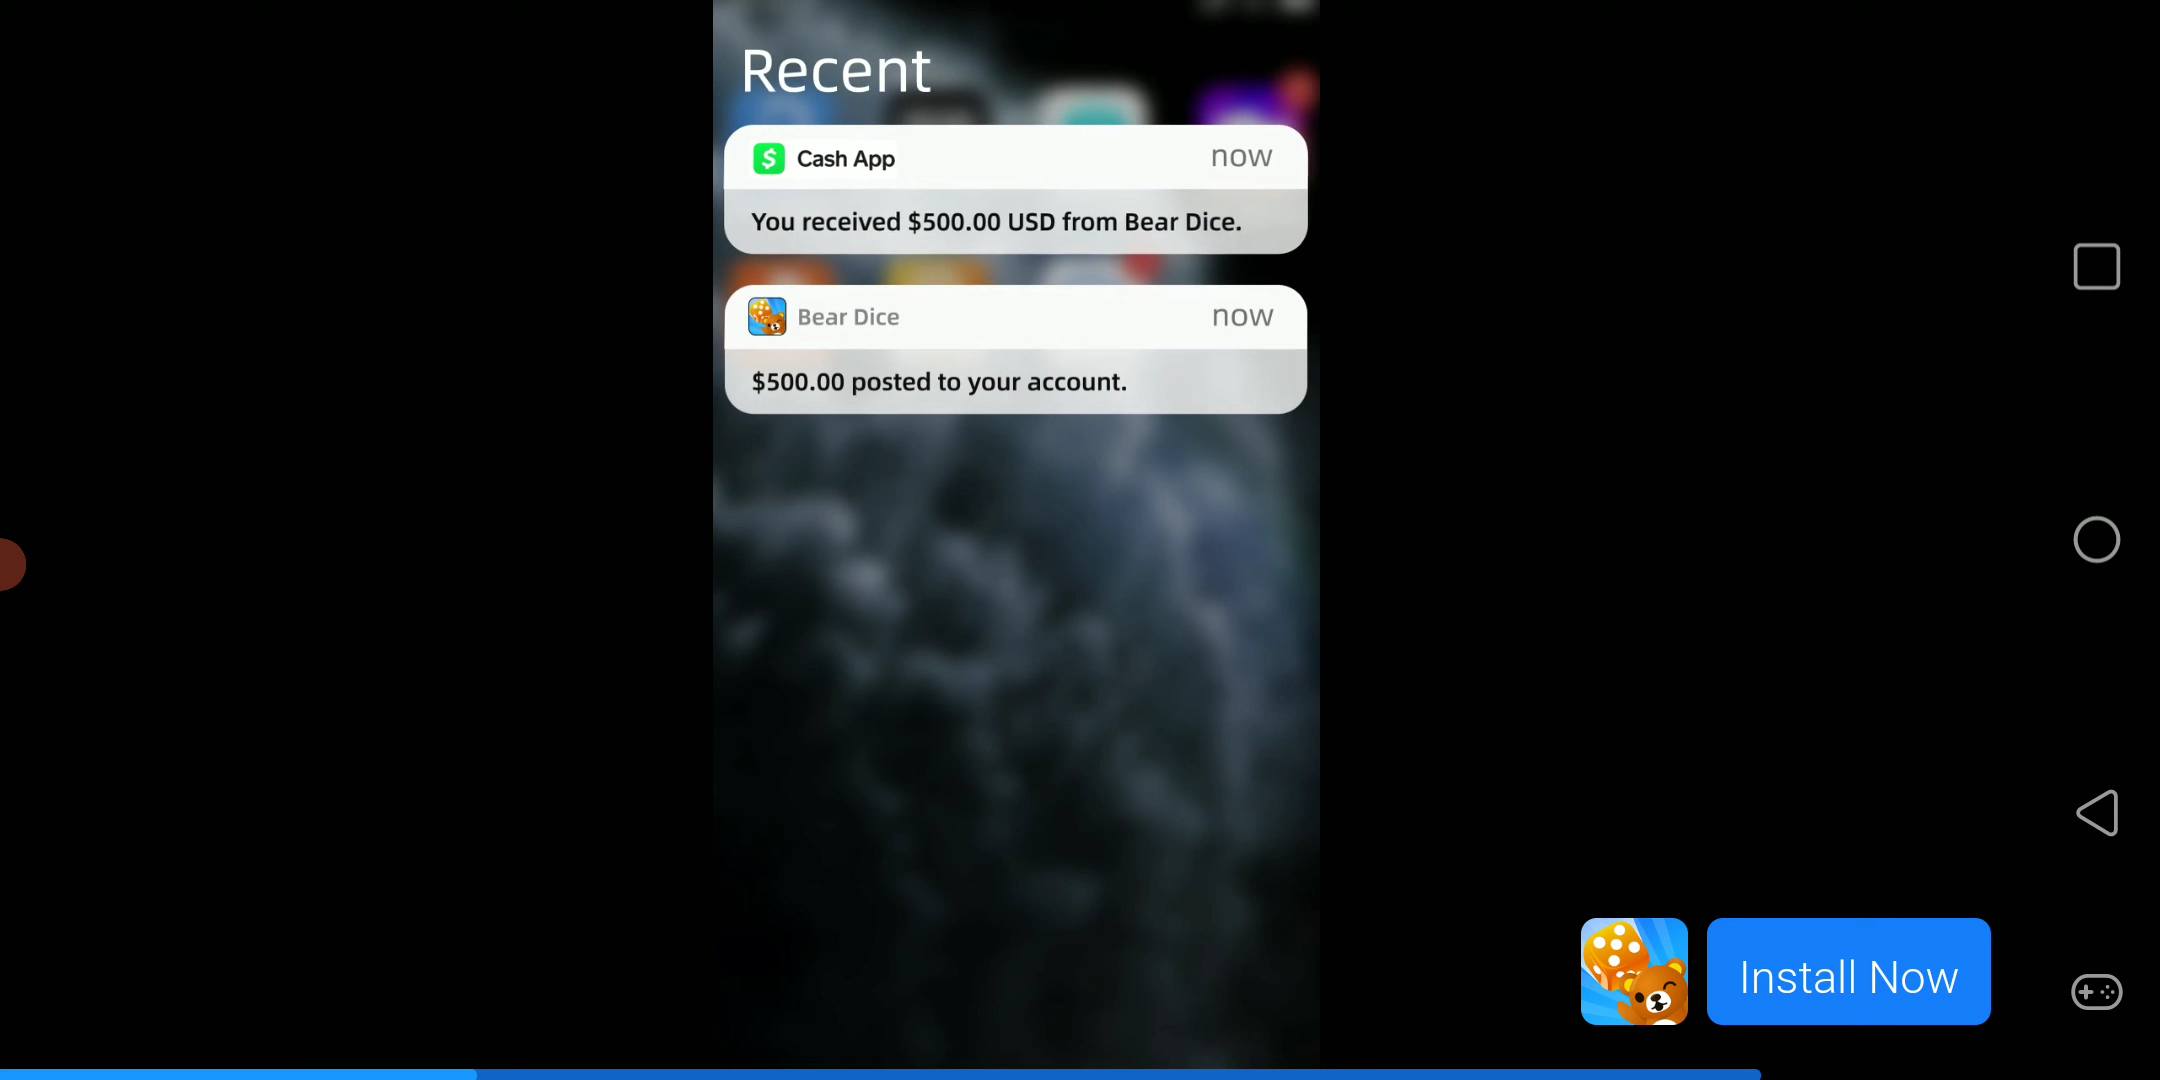 Recent
Cash App now
You received $500.00 USD from Bear Dice.
Bear Dice now
$500.00 posted to your account.
Install Now